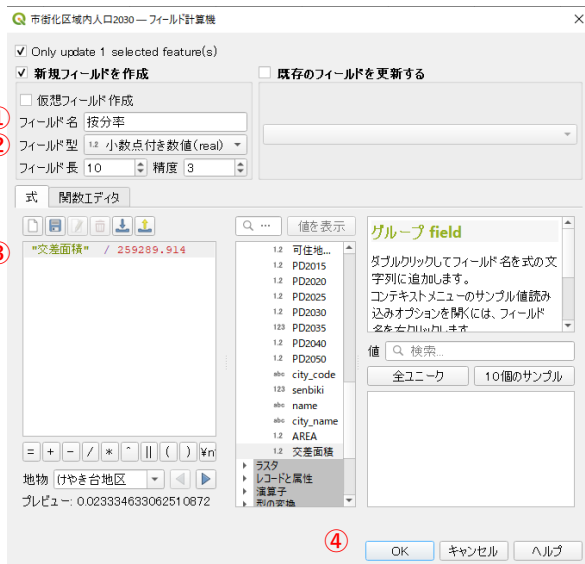 市街化区域内人口2030 — フィールド計算機
✓ Only update 1 selected feature(s)
✓ 新規フィールドを作成
既存のフィールドを更新する
仮想フィールド作成
① フィールド名 按分率
② フィールド型 1.2 小数点付き数値(real)
フィールド長 10 精度 3
式 関数エディタ
③ "交差面積" / 259289.914
… 値を表示
1.2 可住地...
1.2 PD2015
1.2 PD2020
1.2 PD2025
1.2 PD2030
123 PD2035
1.2 PD2040
1.2 PD2050
abc city_code
123 senbiki
abc name
abc city_name
1.2 AREA
1.2 交差面積
ラスタ
レコードと属性
演算子
型の変換
グループ field
ダブルクリックしてフィールド名を式の文
字列に追加します。
コンテキストメニューのサンプル値読み
込みオプションを開くには、フィールド
名を右クリックします
値 検索...
全ユニーク 10個のサンプル
= + - / * ^ || ( ) ¥n'
地物 けやき台地区
プレビュー: 0.023334633062510872
④
OK キャンセル ヘルプ